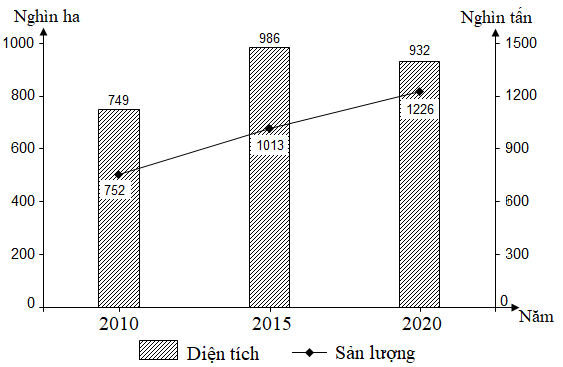 Nghìn ha Nghìn tấn
1000 986 1500
932
800 749 1200
1226
600 1013 900
752
400 600
200 300
0 0
2010 2015 2020 Năm
Diện tích Sản lượng